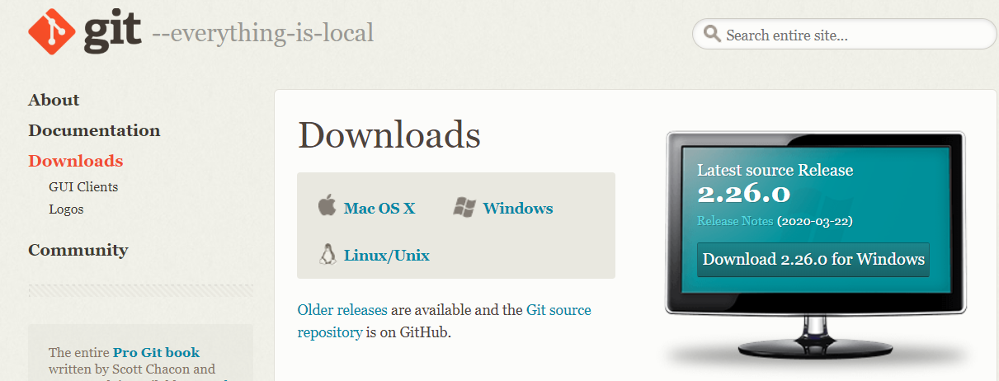 git --everything-is-local
Search entire site...
About
Documentation
Downloads
GUI Clients
Logos
Community
The entire Pro Git book
written by Scott Chacon and
Downloads
Mac OS X
Windows
Linux/Unix
Older releases are available and the Git source
repository is on GitHub.
Latest source Release
2.26.0
Release Notes (2020-03-22)
Download 2.26.0 for Windows